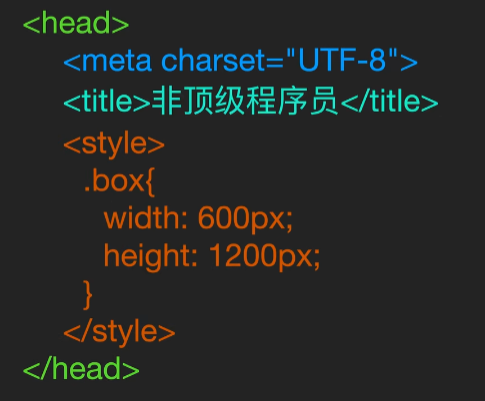 <head>
<meta charset="UTF-8">
<title>非顶级程序员</title>
<style>
.box{
width: 600px;
height: 1200px;
}
</style>
</head>